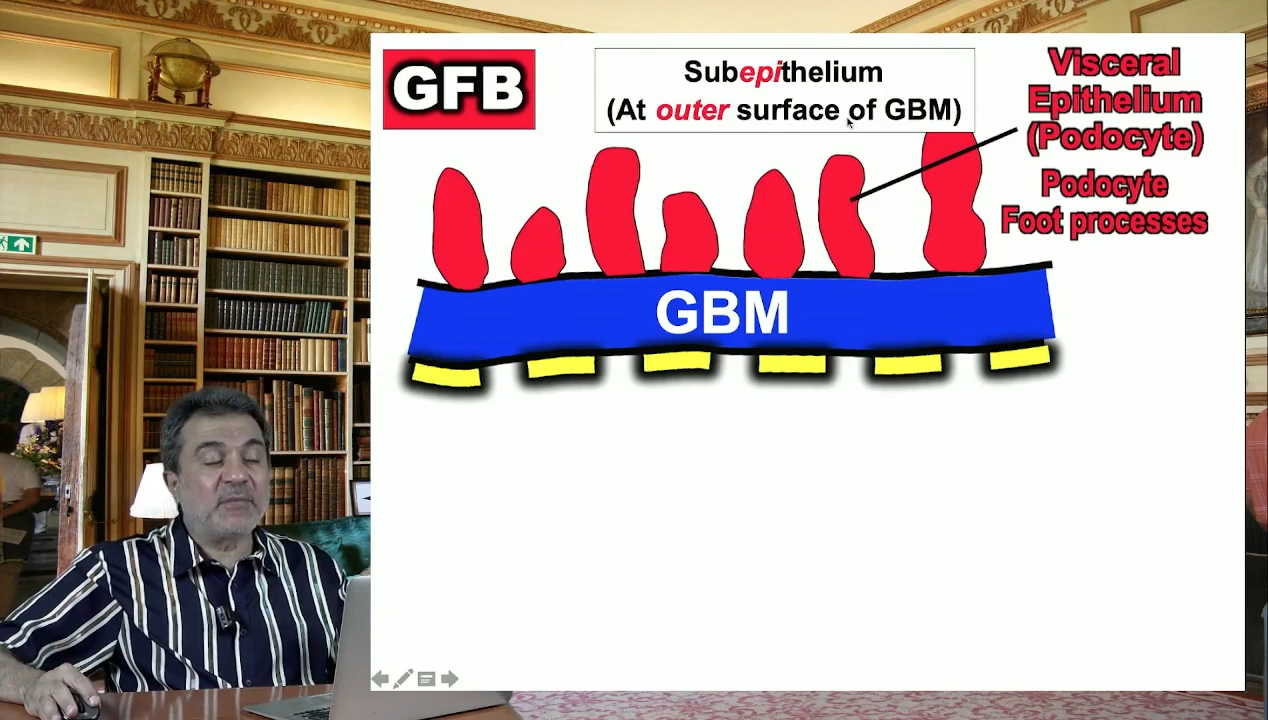 GFB
Subepithelium
(At outer surface of GBM)
Visceral
Epithelium
(Podocyte)
Podocyte
Foot processes
GBM